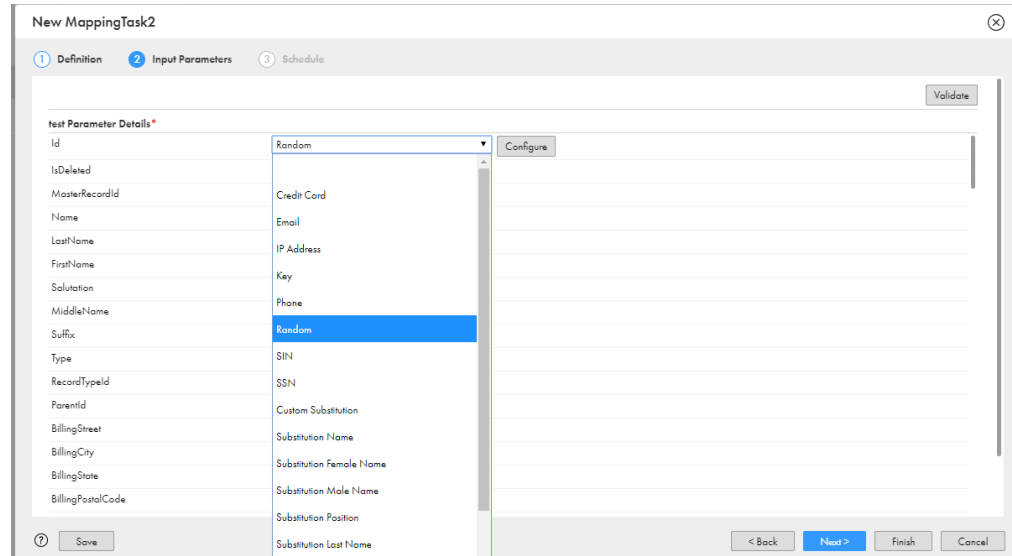 New MappingTask2
1 Definition 2 Input Parameters 3 Schedule
Validate
test Parameter Details*
Id Random Configure
IsDeleted
MasterRecordId
Name
LastName
FirstName
Salutation
MiddleName
Suffix
Type
RecordTypeId
ParentId
BillingStreet
BillingCity
BillingState
BillingPostalCode
Credit Card
Email
IP Address
Key
Phone
Random
SIN
SSN
Custom Substitution
Substitution Name
Substitution Female Name
Substitution Male Name
Substitution Position
Substitution Last Name
? Save < Back Next > Finish Cancel